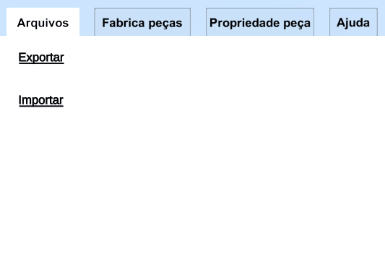 Arquivos Fabrica peças Propriedade peça Ajuda
Exportar
Importar